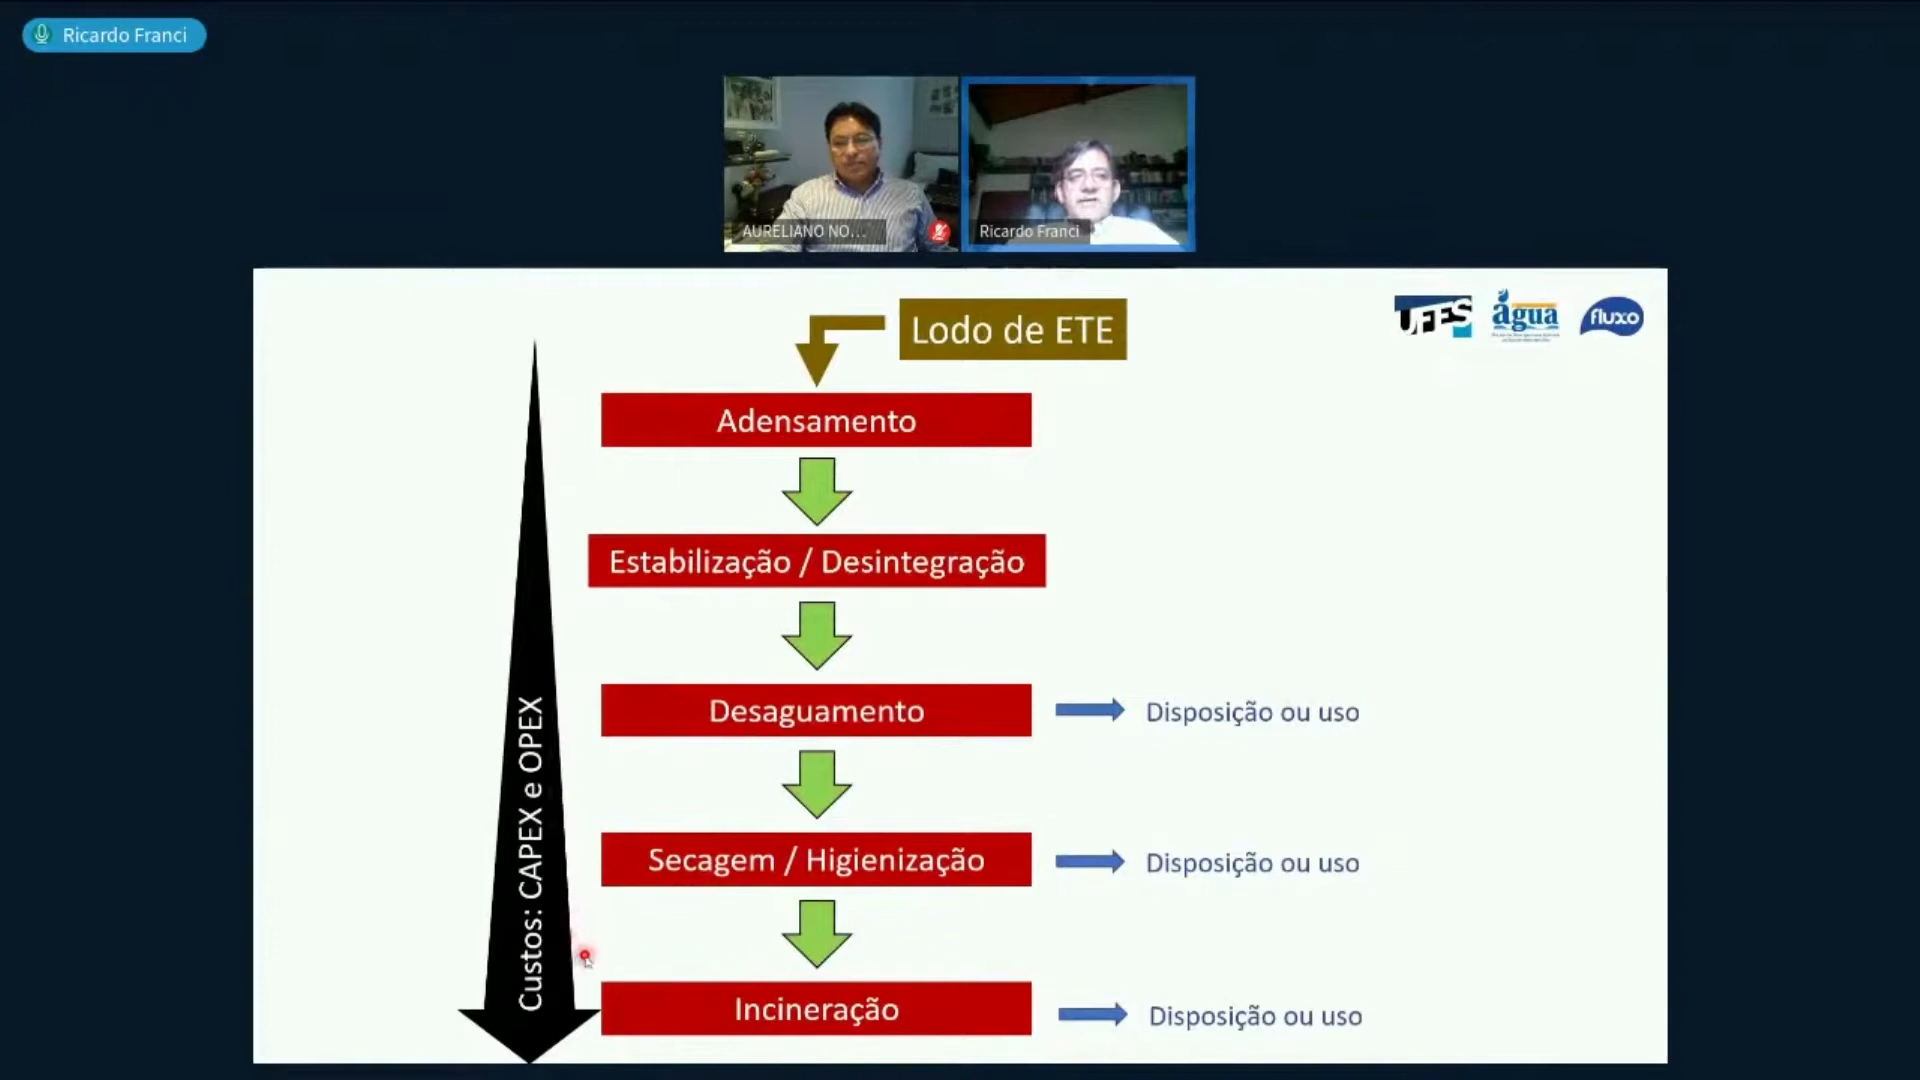 Ricardo Franci
AURELIANO NO...
Ricardo Franci
Lodo de ETE
UFES
água
fluxo
Adensamento
Estabilização / Desintegração
Desaguamento
Disposição ou uso
Secagem / Higienização
Disposição ou uso
Incineração
Disposição ou uso
Custos: CAPEX e OPEX